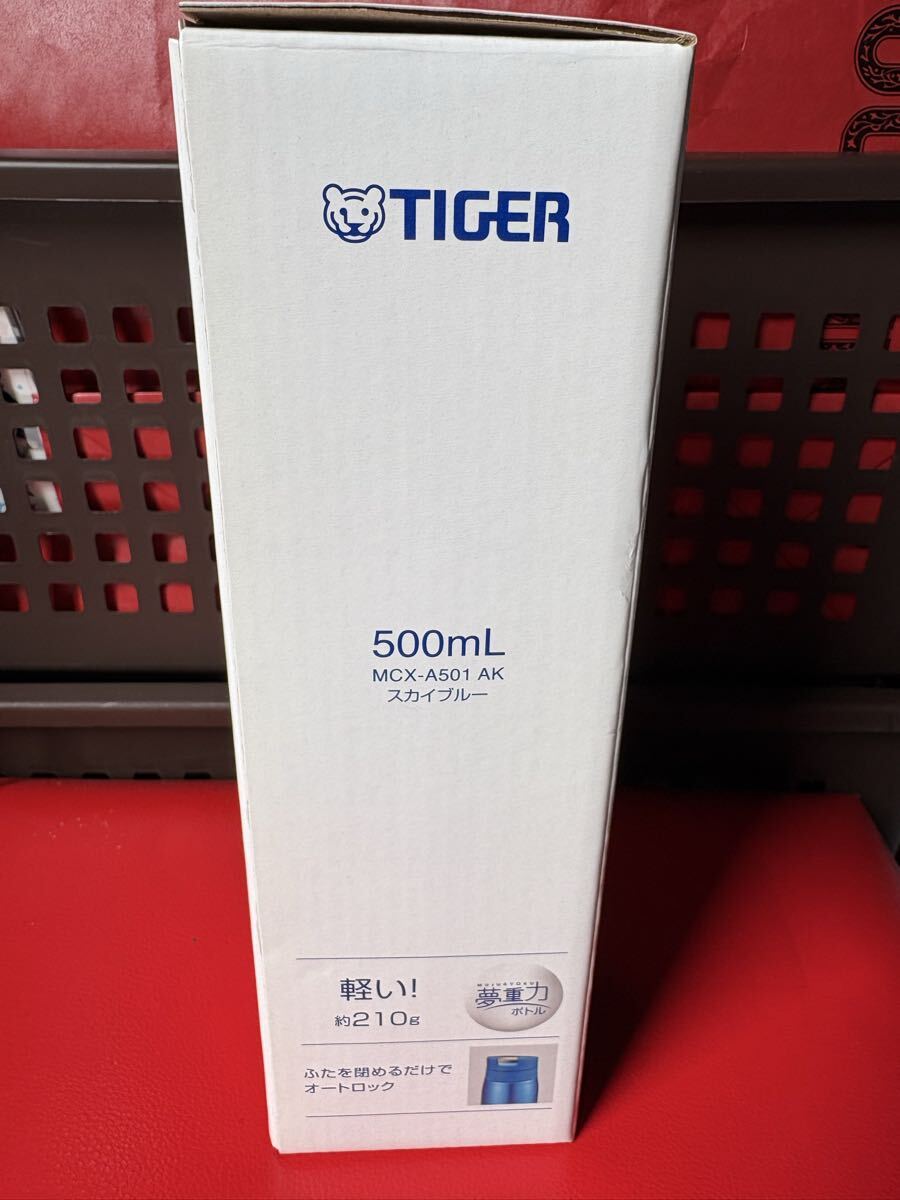 TIGER
500mL
MCX-A501 AK
スカイブルー
軽い!
約210g
MUJURYOKU
夢重力
ボトル
ふたを閉めるだけで
オートロック